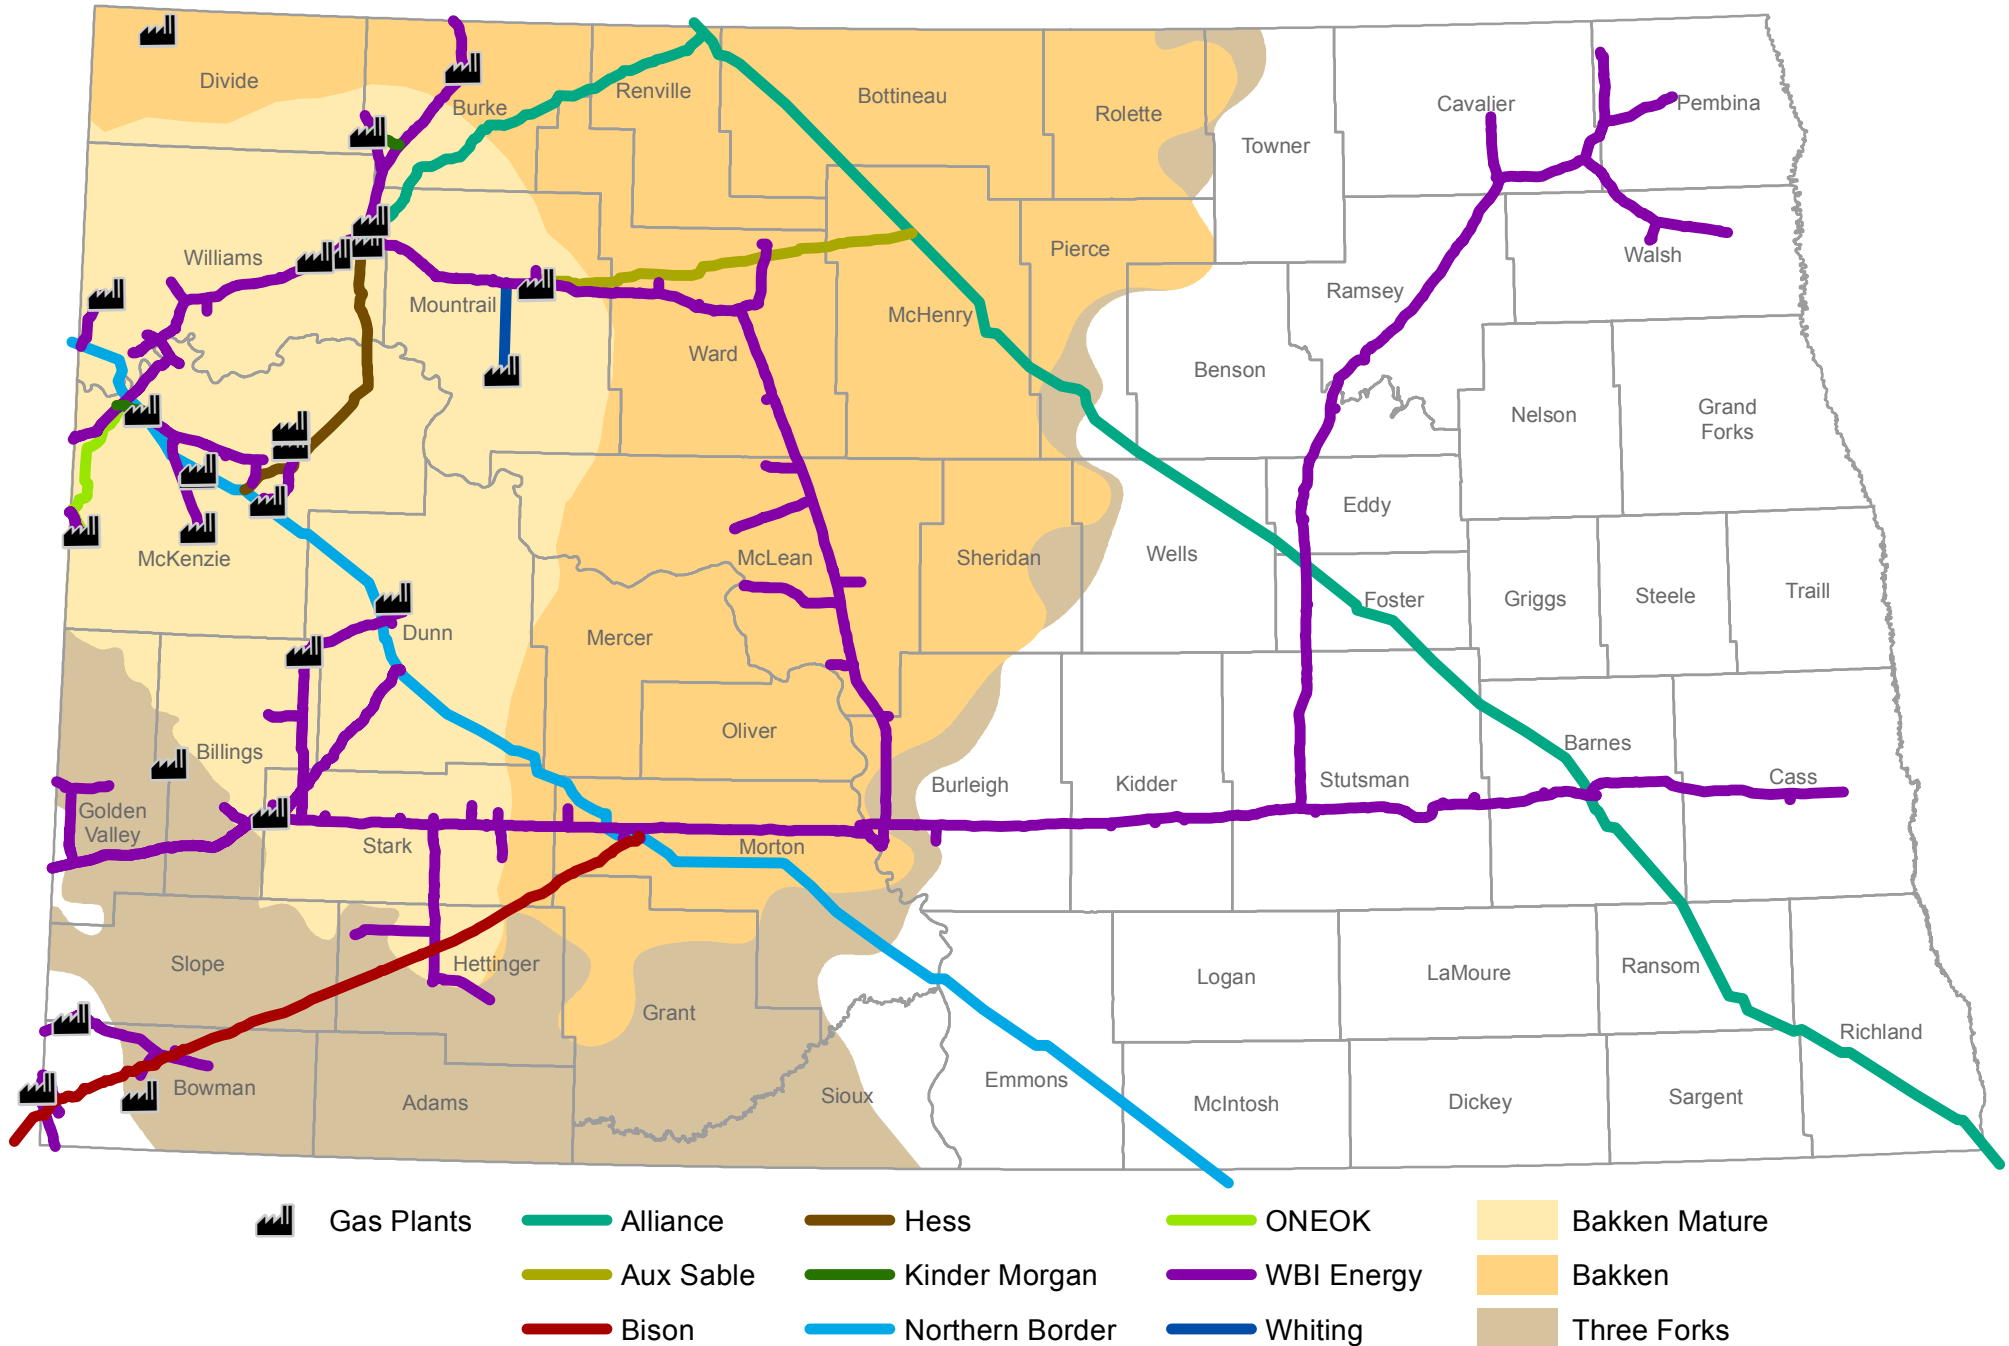 Divide
Burke
Renville
Bottineau
Rolette
Towner
Cavalier
Pembina
Williams
Mountrail
Ward
McHenry
Pierce
Benson
Ramsey
Walsh
Nelson
Grand
Forks
McKenzie
Dunn
Mercer
McLean
Sheridan
Wells
Eddy
Foster
Griggs
Steele
Traill
Golden
Valley
Billings
Stark
Oliver
Morton
Burleigh
Kidder
Stutsman
Barnes
Cass
Slope
Hettinger
Grant
Logan
LaMoure
Ransom
Richland
Bowman
Adams
Sioux
Emmons
McIntosh
Dickey
Sargent
Gas Plants
Alliance
Aux Sable
Bison
Hess
Kinder Morgan
Northern Border
ONEOK
WBI Energy
Whiting
Bakken Mature
Bakken
Three Forks